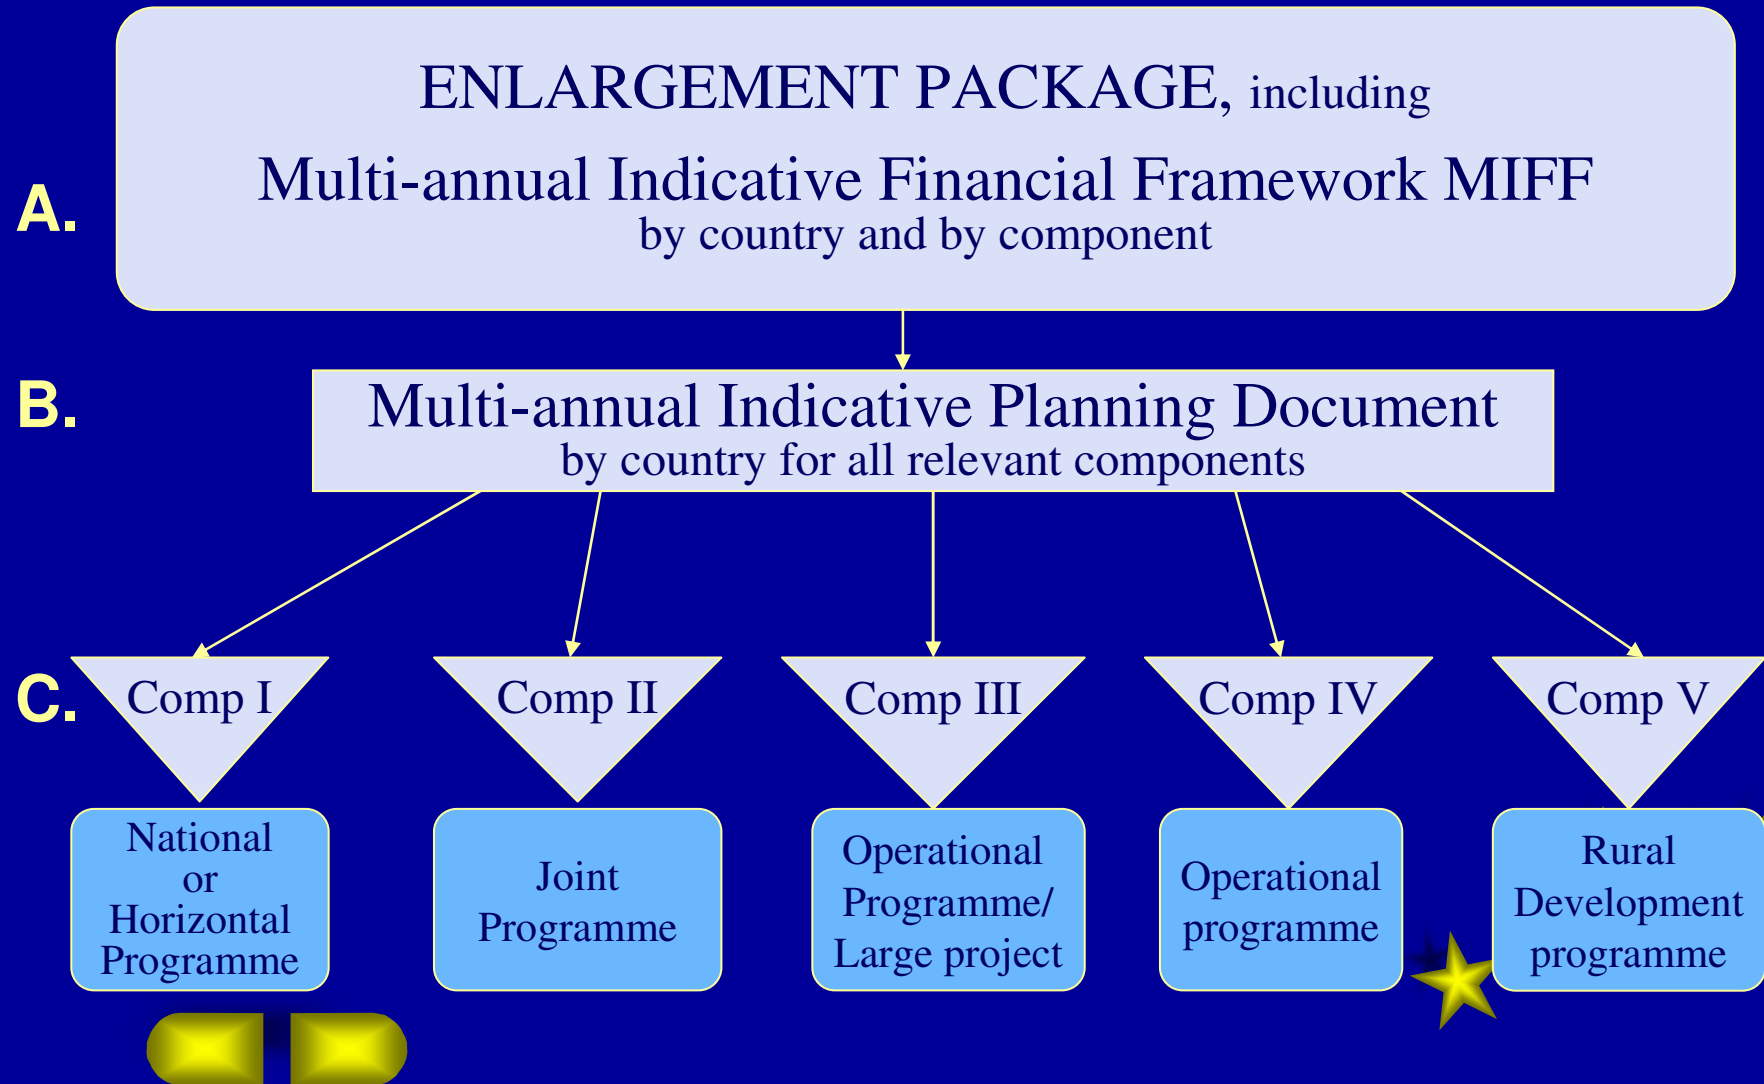 ENLARGEMENT PACKAGE, including
Multi-annual Indicative Financial Framework MIFF
by country and by component
A.
B.
Multi-annual Indicative Planning Document
by country for all relevant components
C.
Comp I
Comp II
Comp III
Comp IV
Comp V
National
or
Horizontal
Programme
Joint
Programme
Operational
Programme/
Large project
Operational
programme
Rural
Development
programme